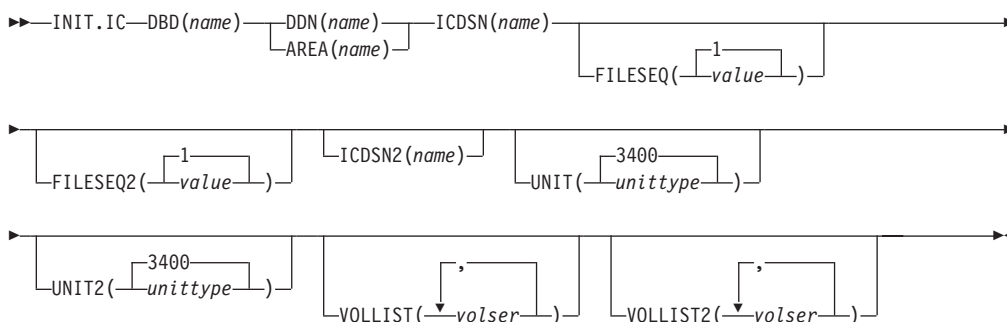 INIT.IC DBD(name) DDN(name) ICDSN(name)
AREA(name)
1
FILESEQ( value )
1
FILESEQ2( value )
ICDSN2(name)
3400
UNIT( unittype )
3400
UNIT2( unittype )
,
VOLLIST( volser )
,
VOLLIST2( volser )